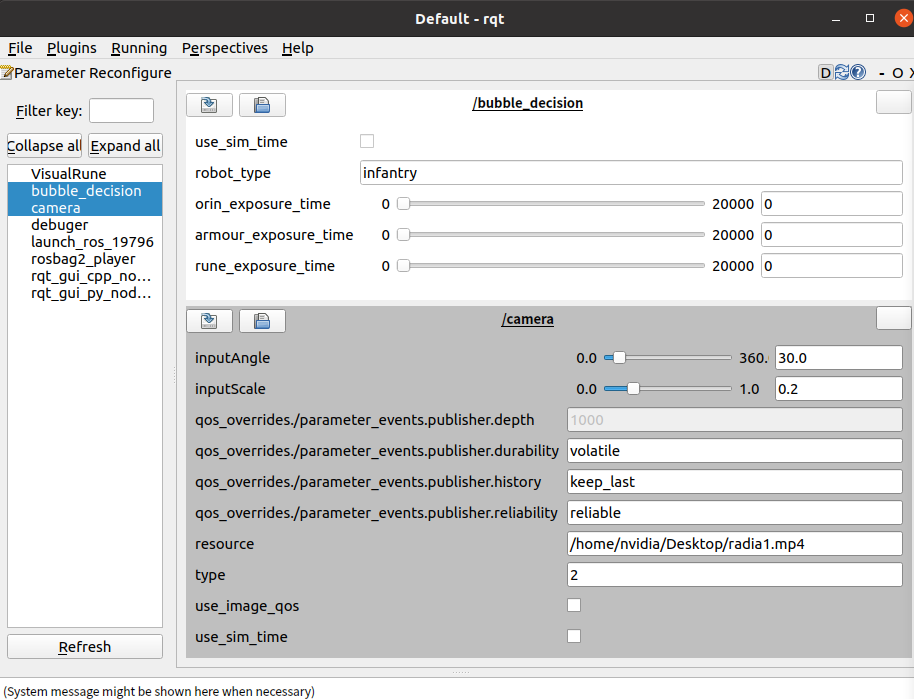 Default - rqt
File Plugins Running Perspectives Help
Parameter Reconfigure D ? - O X
Filter key:
Collapse all Expand all
VisualRune
bubble_decision
camera
debuger
launch_ros_19796
rosbag2_player
rqt_gui_cpp_no...
rqt_gui_py_nod...
Refresh
/bubble_decision
use_sim_time
robot_type infantry
orin_exposure_time 0 20000 0
armour_exposure_time 0 20000 0
rune_exposure_time 0 20000 0
/camera
inputAngle 0.0 360. 30.0
inputScale 0.0 1.0 0.2
qos_overrides./parameter_events.publisher.depth 1000
qos_overrides./parameter_events.publisher.durability volatile
qos_overrides./parameter_events.publisher.history keep_last
qos_overrides./parameter_events.publisher.reliability reliable
resource /home/nvidia/Desktop/radia1.mp4
type 2
use_image_qos
use_sim_time
(System message might be shown here when necessary)